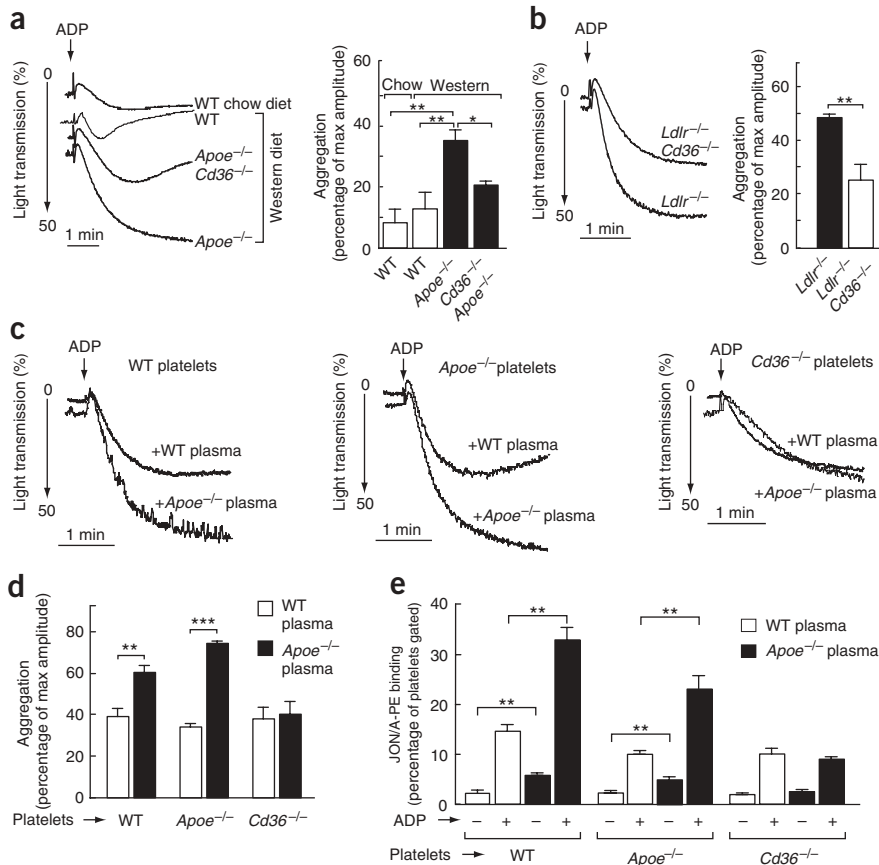 a
ADP
0
Light transmission (%)
50
1 min
WT chow diet
WT
Apoe–/–
Cd36–/–
Apoe–/–
Western diet
Aggregation
(percentage of max amplitude)
60
40
20
0
Chow Western
**
** *
WT
WT
Apoe–/–
Cd36–/–
Apoe–/–
b
ADP
0
Light transmission (%)
50
1 min
Ldlr–/–
Cd36–/–
Ldlr–/–
Aggregation
(percentage of max amplitude)
80
60
40
20
0
**
Ldlr–/–
Ldlr–/–
Cd36–/–
c
ADP
WT platelets
0
Light transmission (%)
50
1 min
+WT plasma
+Apoe–/– plasma
ADP
Apoe–/– platelets
0
Light transmission (%)
50
1 min
+WT plasma
+Apoe–/– plasma
ADP
Cd36–/– platelets
0
Light transmission (%)
50
1 min
+WT plasma
+Apoe–/– plasma
d
Aggregation
(percentage of max amplitude)
80
60
40
20
0
** ***
WT
plasma
Apoe–/–
plasma
Platelets WT Apoe–/– Cd36–/–
e
JON/A-PE binding
(percentage of platelets gated)
40
30
20
10
0
** **
** **
WT plasma
Apoe–/– plasma
ADP – + – + – + – + – + – +
Platelets WT Apoe–/– Cd36–/–